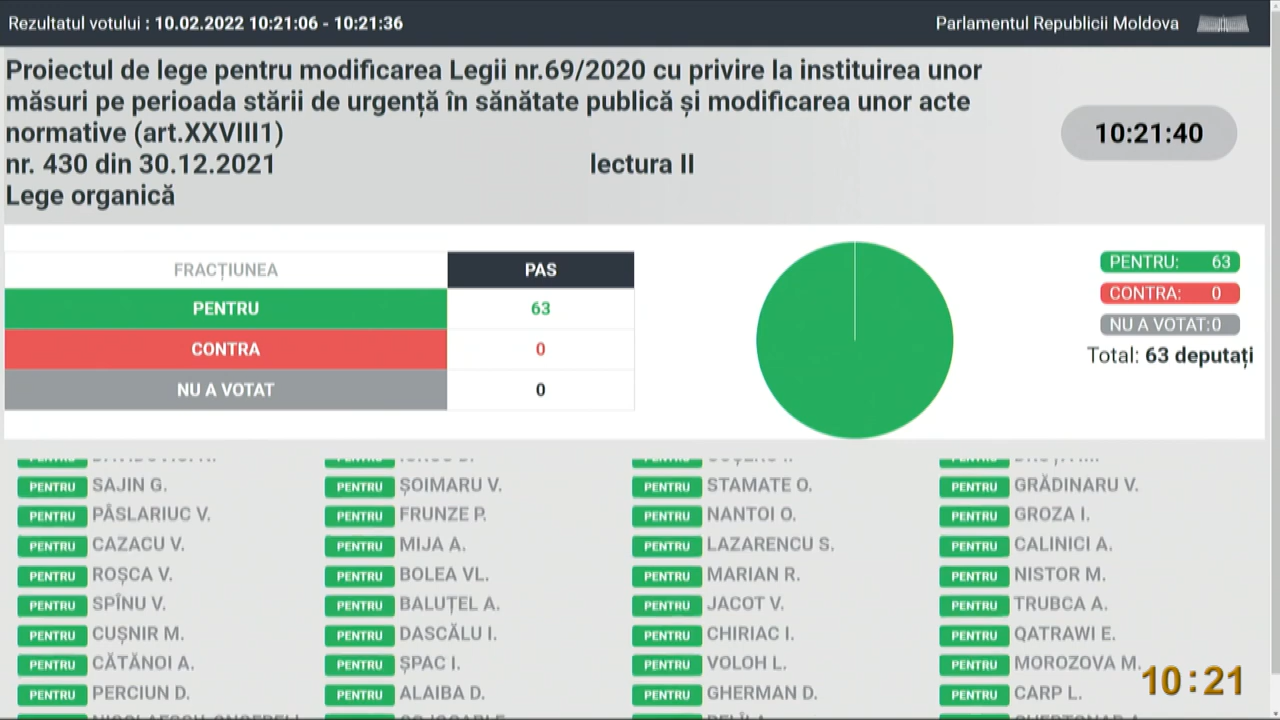 Rezultatul votului : 10.02.2022 10:21:06 - 10:21:36
Parlamentul Republicii Moldova
Proiectul de lege pentru modificarea Legii nr.69/2020 cu privire la instituirea unor
măsuri pe perioada stării de urgență în sănătate publică și modificarea unor acte
normative (art.XXVIII1)
nr. 430 din 30.12.2021 lectura II
Lege organică
10:21:40
FRACȚIUNEA PAS
PENTRU 63
CONTRA 0
NU A VOTAT 0
PENTRU: 63
CONTRA: 0
NU A VOTAT:0
Total: 63 deputați
PENTRU SAJIN G. PENTRU ȘOIMARU V. PENTRU STAMATE O. PENTRU GRĂDINARU V.
PENTRU PÂSLARIUC V. PENTRU FRUNZE P. PENTRU NANTOI O. PENTRU GROZA I.
PENTRU CAZACU V. PENTRU MIJA A. PENTRU LAZARENCU S. PENTRU CALINICI A.
PENTRU ROȘCA V. PENTRU BOLEA VL. PENTRU MARIAN R. PENTRU NISTOR M.
PENTRU SPÎNU V. PENTRU BALUȚEL A. PENTRU JACOT V. PENTRU TRUBCA A.
PENTRU CUȘNIR M. PENTRU DASCĂLU I. PENTRU CHIRIAC I. PENTRU QATRAWI E.
PENTRU CĂTĂNOI A. PENTRU ȘPAC I. PENTRU VOLOH L. PENTRU MOROZOVA M.
PENTRU PERCIUN D. PENTRU ALAIBA D. PENTRU GHERMAN D. PENTRU CARP L.
10:21